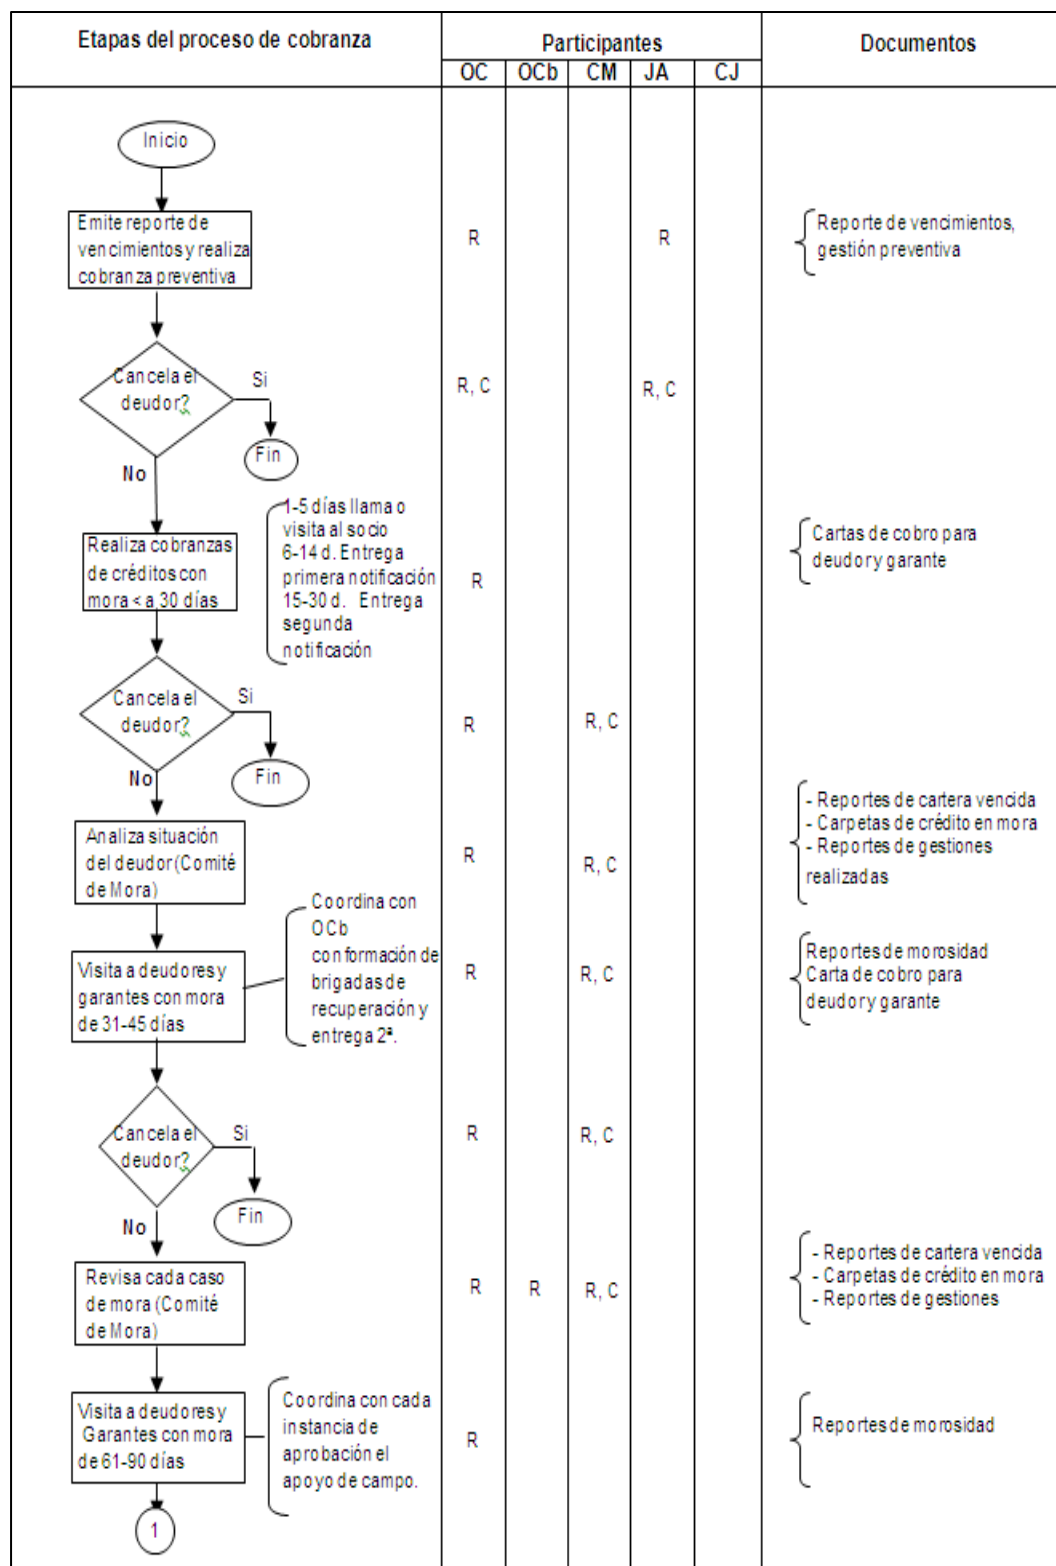 Etapas del proceso de cobranza
Participantes
Documentos
OC OCb CM JA CJ
Inicio
Emite reporte de
vencimientos y realiza
cobranza preventiva
R R
Reporte de vencimientos,
gestión preventiva
Cancela el
deudor?
Si
R, C R, C
Fin
No
Realiza cobranzas
de créditos con
mora < a 30 días
1-5 días llama o
visita al socio
6-14 d. Entrega
primera notificación
15-30 d. Entrega
segunda
notificación
R
Cartas de cobro para
deudor y garante
Cancela el
deudor?
Si
R R, C
Fin
No
Analiza situación
del deudor (Comité
de Mora)
R R, C
- Reportes de cartera vencida
- Carpetas de crédito en mora
- Reportes de gestiones
realizadas
Visita a deudores y
garantes con mora
de 31-45 días
Coordina con
OCb
conformación de
brigadas de
recuperación y
entrega 2ª.
R R, C
Reportes de morosidad
Carta de cobro para
deudor y garante
Cancela el
deudor?
Si
R R, C
Fin
No
Revisa cada caso
de mora (Comité
de Mora)
R R R, C
- Reportes de cartera vencida
- Carpetas de crédito en mora
- Reportes de gestiones
Visita a deudores y
Garantes con mora
de 61-90 días
Coordina con cada
instancia de
aprobación el
apoyo de campo.
R
Reportes de morosidad
1